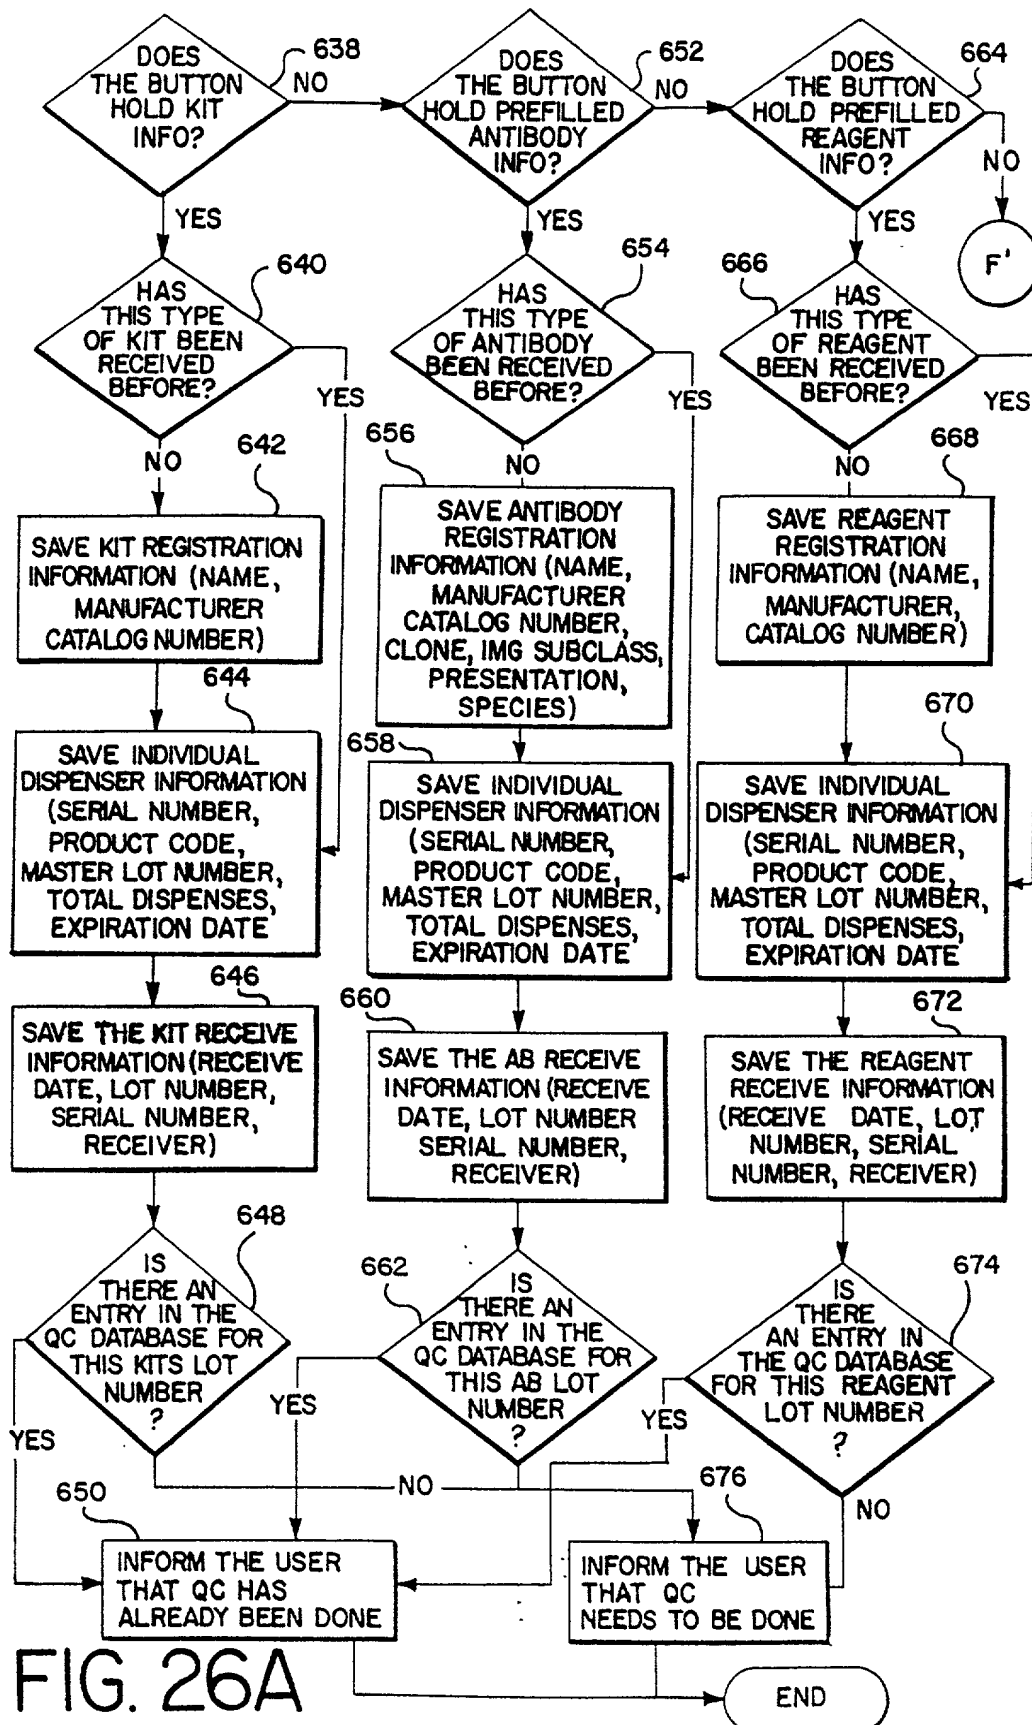 638
DOES
THE BUTTON
HOLD KIT
INFO?
NO
652
DOES
THE BUTTON
HOLD PREFILLED
ANTIBODY
INFO?
NO
664
DOES
THE BUTTON
HOLD PREFILLED
REAGENT
INFO?
NO
F'
YES
YES
YES
640
HAS
THIS TYPE
OF KIT BEEN
RECEIVED
BEFORE?
YES
NO
654
HAS
THIS TYPE
OF ANTIBODY
BEEN RECEIVED
BEFORE?
YES
NO
666
HAS
THIS TYPE
OF REAGENT
BEEN RECEIVED
BEFORE?
YES
NO
642
SAVE KIT REGISTRATION
INFORMATION (NAME,
MANUFACTURER
CATALOG NUMBER)
656
SAVE ANTIBODY
REGISTRATION
INFORMATION (NAME,
MANUFACTURER
CATALOG NUMBER,
CLONE, IMG SUBCLASS,
PRESENTATION,
SPECIES)
668
SAVE REAGENT
REGISTRATION
INFORMATION (NAME,
MANUFACTURER,
CATALOG NUMBER)
644
SAVE INDIVIDUAL
DISPENSER INFORMATION
(SERIAL NUMBER,
PRODUCT CODE,
MASTER LOT NUMBER,
TOTAL DISPENSES,
EXPIRATION DATE
658
SAVE INDIVIDUAL
DISPENSER INFORMATION
(SERIAL NUMBER,
PRODUCT CODE,
MASTER LOT NUMBER,
TOTAL DISPENSES,
EXPIRATION DATE
670
SAVE INDIVIDUAL
DISPENSER INFORMATION
(SERIAL NUMBER,
PRODUCT CODE,
MASTER LOT NUMBER,
TOTAL DISPENSES,
EXPIRATION DATE
646
SAVE THE KIT RECEIVE
INFORMATION (RECEIVE
DATE, LOT NUMBER,
SERIAL NUMBER,
RECEIVER)
660
SAVE THE AB RECEIVE
INFORMATION (RECEIVE
DATE, LOT NUMBER
SERIAL NUMBER,
RECEIVER)
672
SAVE THE REAGENT
RECEIVE INFORMATION
(RECEIVE DATE, LOT
NUMBER, SERIAL
NUMBER, RECEIVER)
648
IS
THERE AN
ENTRY IN THE
QC DATABASE FOR
THIS KITS LOT
NUMBER
?
YES
662
IS
THERE AN
ENTRY IN THE
QC DATABASE FOR
THIS AB LOT
NUMBER
?
YES
674
IS
THERE
AN ENTRY IN
THE QC DATABASE
FOR THIS REAGENT
LOT NUMBER
?
YES
NO
NO
650
INFORM THE USER
THAT QC HAS
ALREADY BEEN DONE
676
INFORM THE USER
THAT QC
NEEDS TO BE DONE
FIG. 26A
END